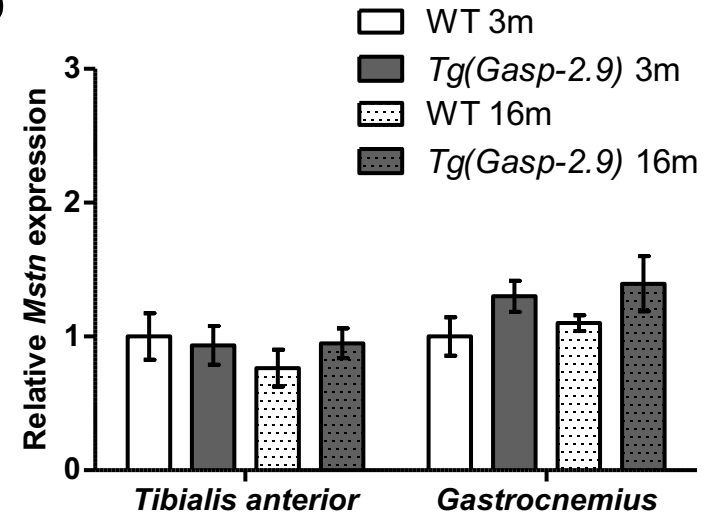 WT 3m
Tg(Gasp-2.9) 3m
WT 16m
Tg(Gasp-2.9) 16m
Relative Mstn expression
3
2
1
0
Tibialis anterior
Gastrocnemius